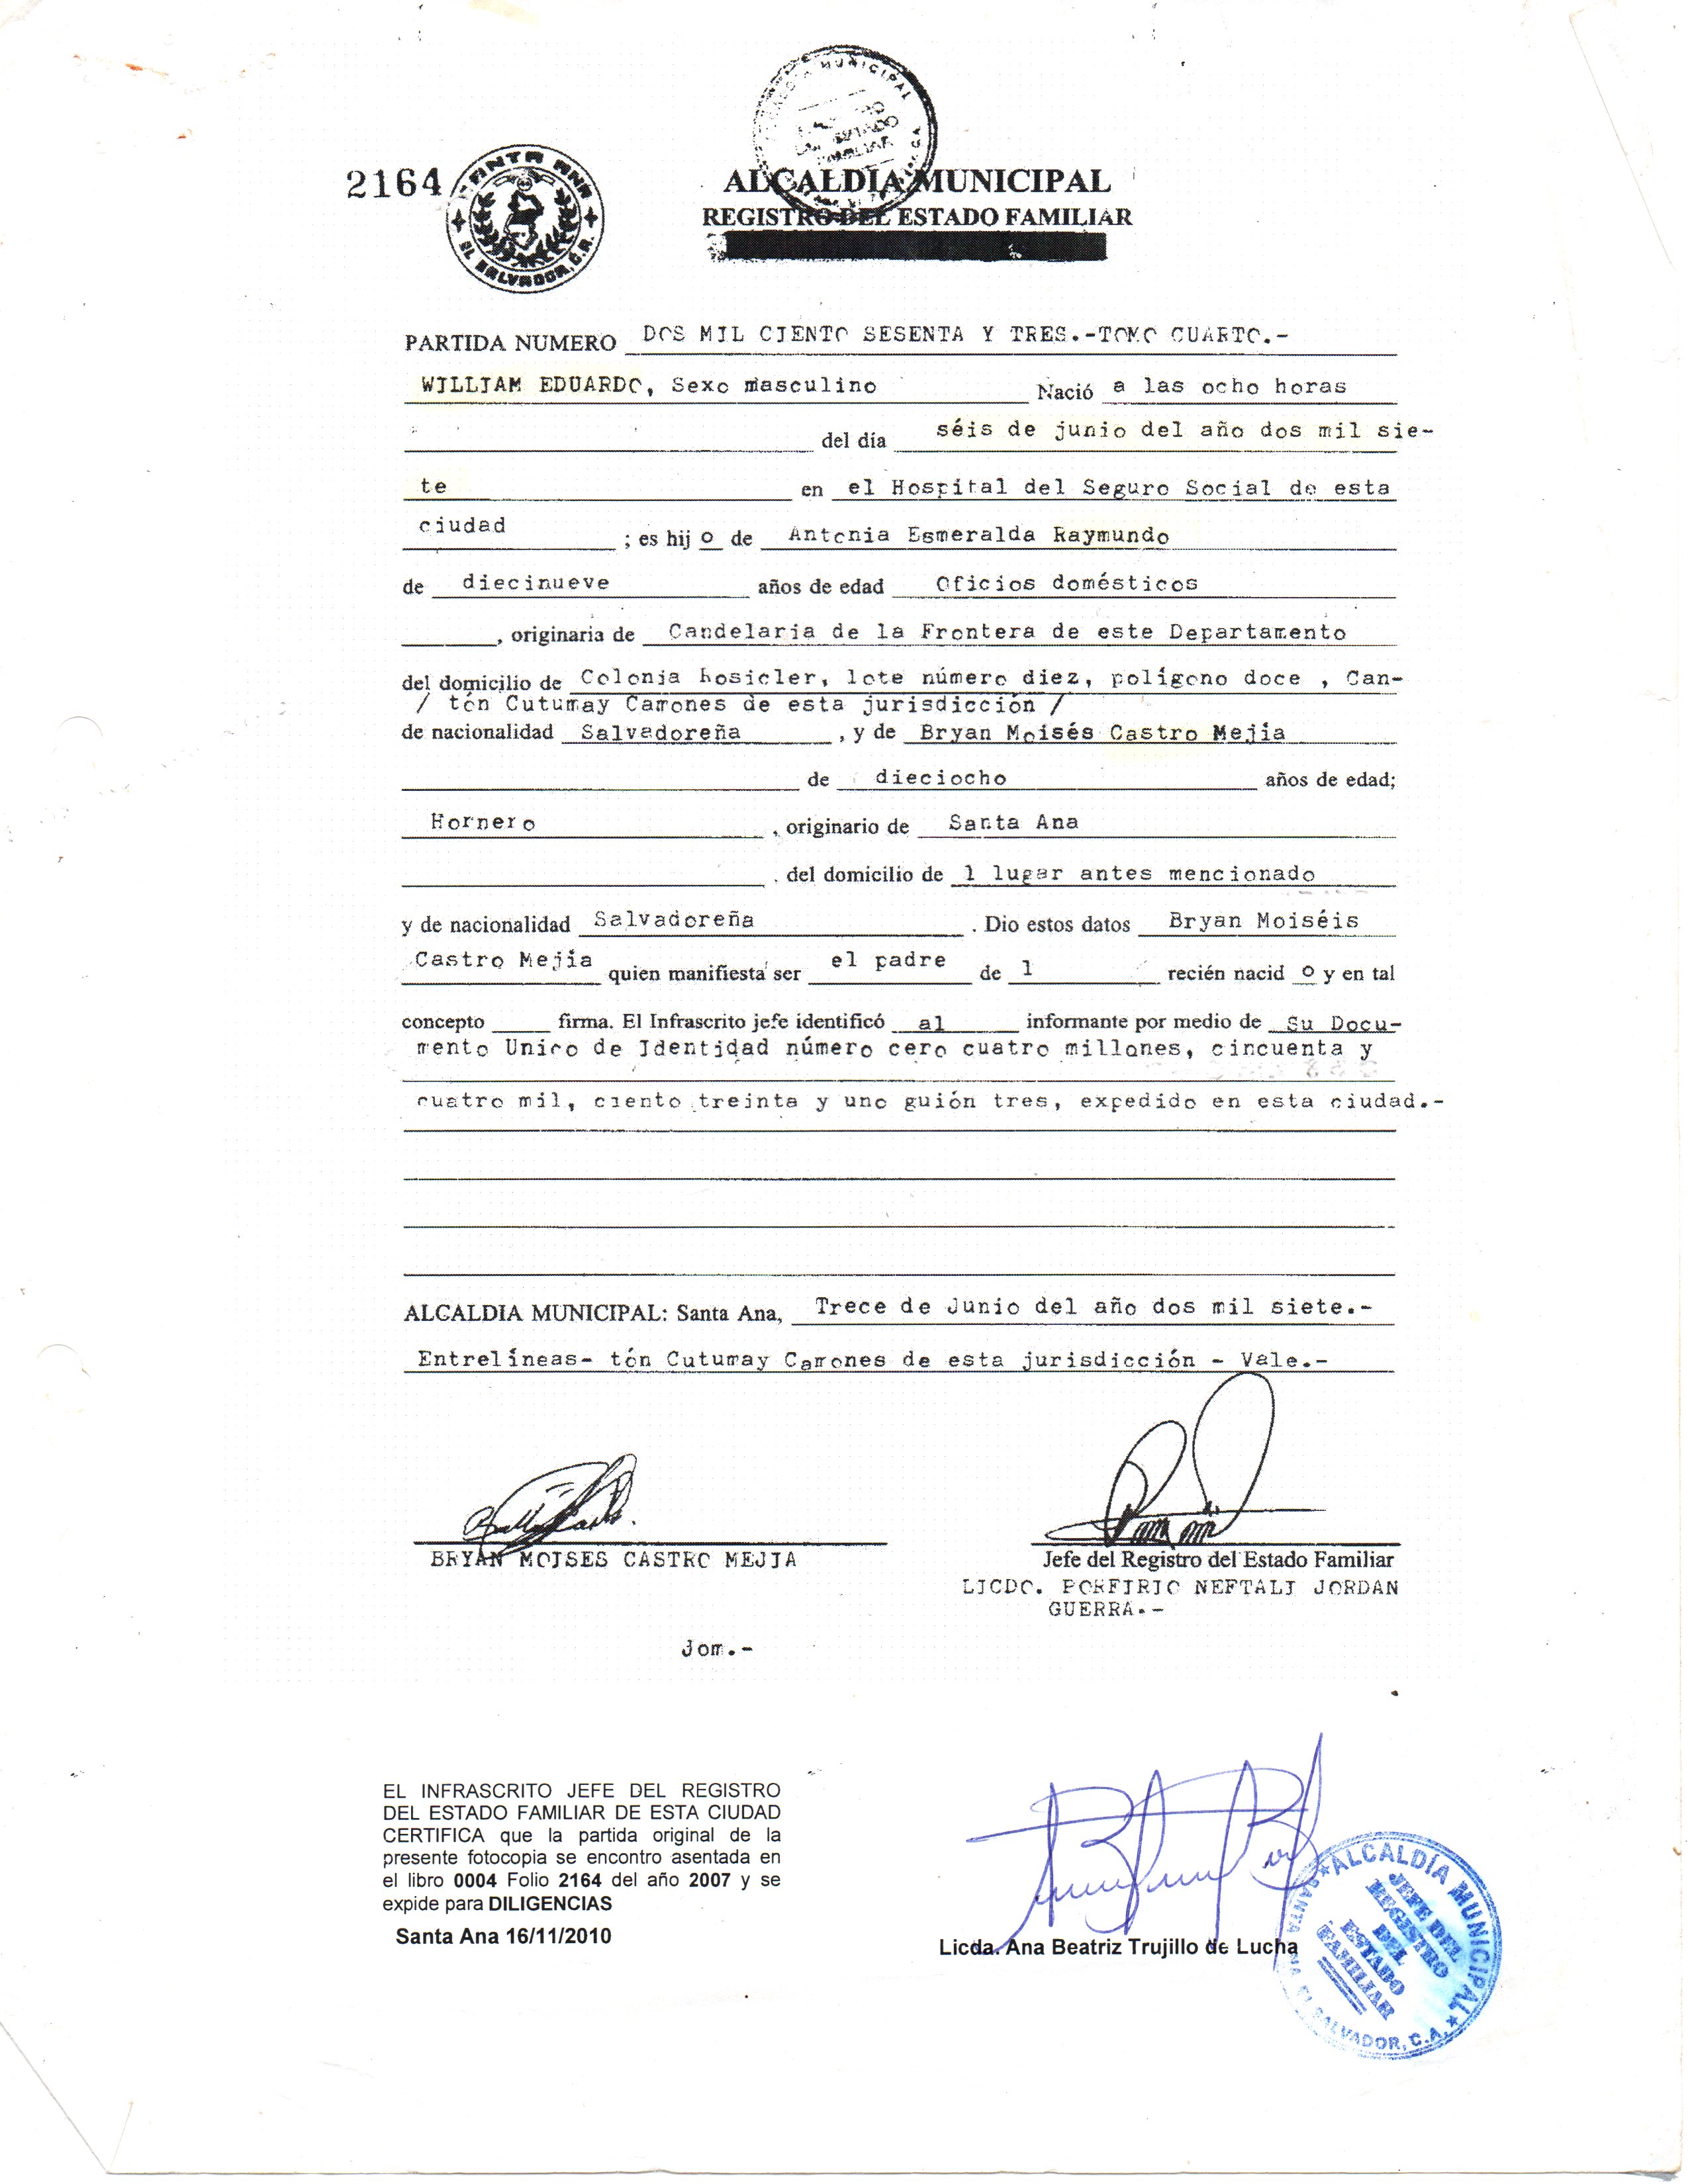 2164
SANTA ANA
EL SALVADOR, C.A.
MUNICIPAL
FAMILIAR
ALCALDIA MUNICIPAL
REGISTRO DEL ESTADO FAMILIAR
PARTIDA NUMERO DOS MIL CIENTO SESENTA Y TRES.-TOMO CUARTO.-
WILLIAM EDUARDO, Sexo masculino Nació a las ocho horas
del día séis de junio del año dos mil sie-
te en el Hospital del Seguro Social de esta
ciudad ; es hij o de Antonia Esmeralda Raymundo
de diecinueve años de edad Oficios domésticos
, originaria de Candelaria de la Frontera de este Departamento
del domicilio de Colonia Rosicler, lote número diez, polígono doce , Can-
/ tón Cutumay Camones de esta jurisdicción /
de nacionalidad Salvadoreña , y de Bryan Moisés Castro Mejía
de dieciocho años de edad;
Hornero , originario de Santa Ana
. del domicilio de l lugar antes mencionado
y de nacionalidad Salvadoreña . Dio estos datos Bryan Moiséis
Castro Mejía quien manifiesta ser el padre de l recién nacid o y en tal
concepto firma. El Infrascrito jefe identificó al informante por medio de Su Docu-
mento Unico de Identidad número cero cuatro millones, cincuenta y
cuatro mil, ciento treinta y uno guión tres, expedido en esta ciudad.-
ALCALDIA MUNICIPAL: Santa Ana, Trece de Junio del año dos mil siete.-
Entrelíneas- tón Cutumay Camones de esta jurisdicción - Vale.-
BRYAN MOISES CASTRO MEJIA
Jefe del Registro del Estado Familiar
LICDO. PORFIRIO NEFTALI JORDAN
GUERRA.-
Jom.-
EL INFRASCRITO JEFE DEL REGISTRO
DEL ESTADO FAMILIAR DE ESTA CIUDAD
CERTIFICA que la partida original de la
presente fotocopia se encontro asentada en
el libro 0004 Folio 2164 del año 2007 y se
expide para DILIGENCIAS
Santa Ana 16/11/2010
Licda. Ana Beatriz Trujillo de Lucha
ALCALDÍA MUNICIPAL
JEFE DEL
REGISTRO
DEL
ESTADO
FAMILIAR
SANTA ANA EL SALVADOR, C.A.